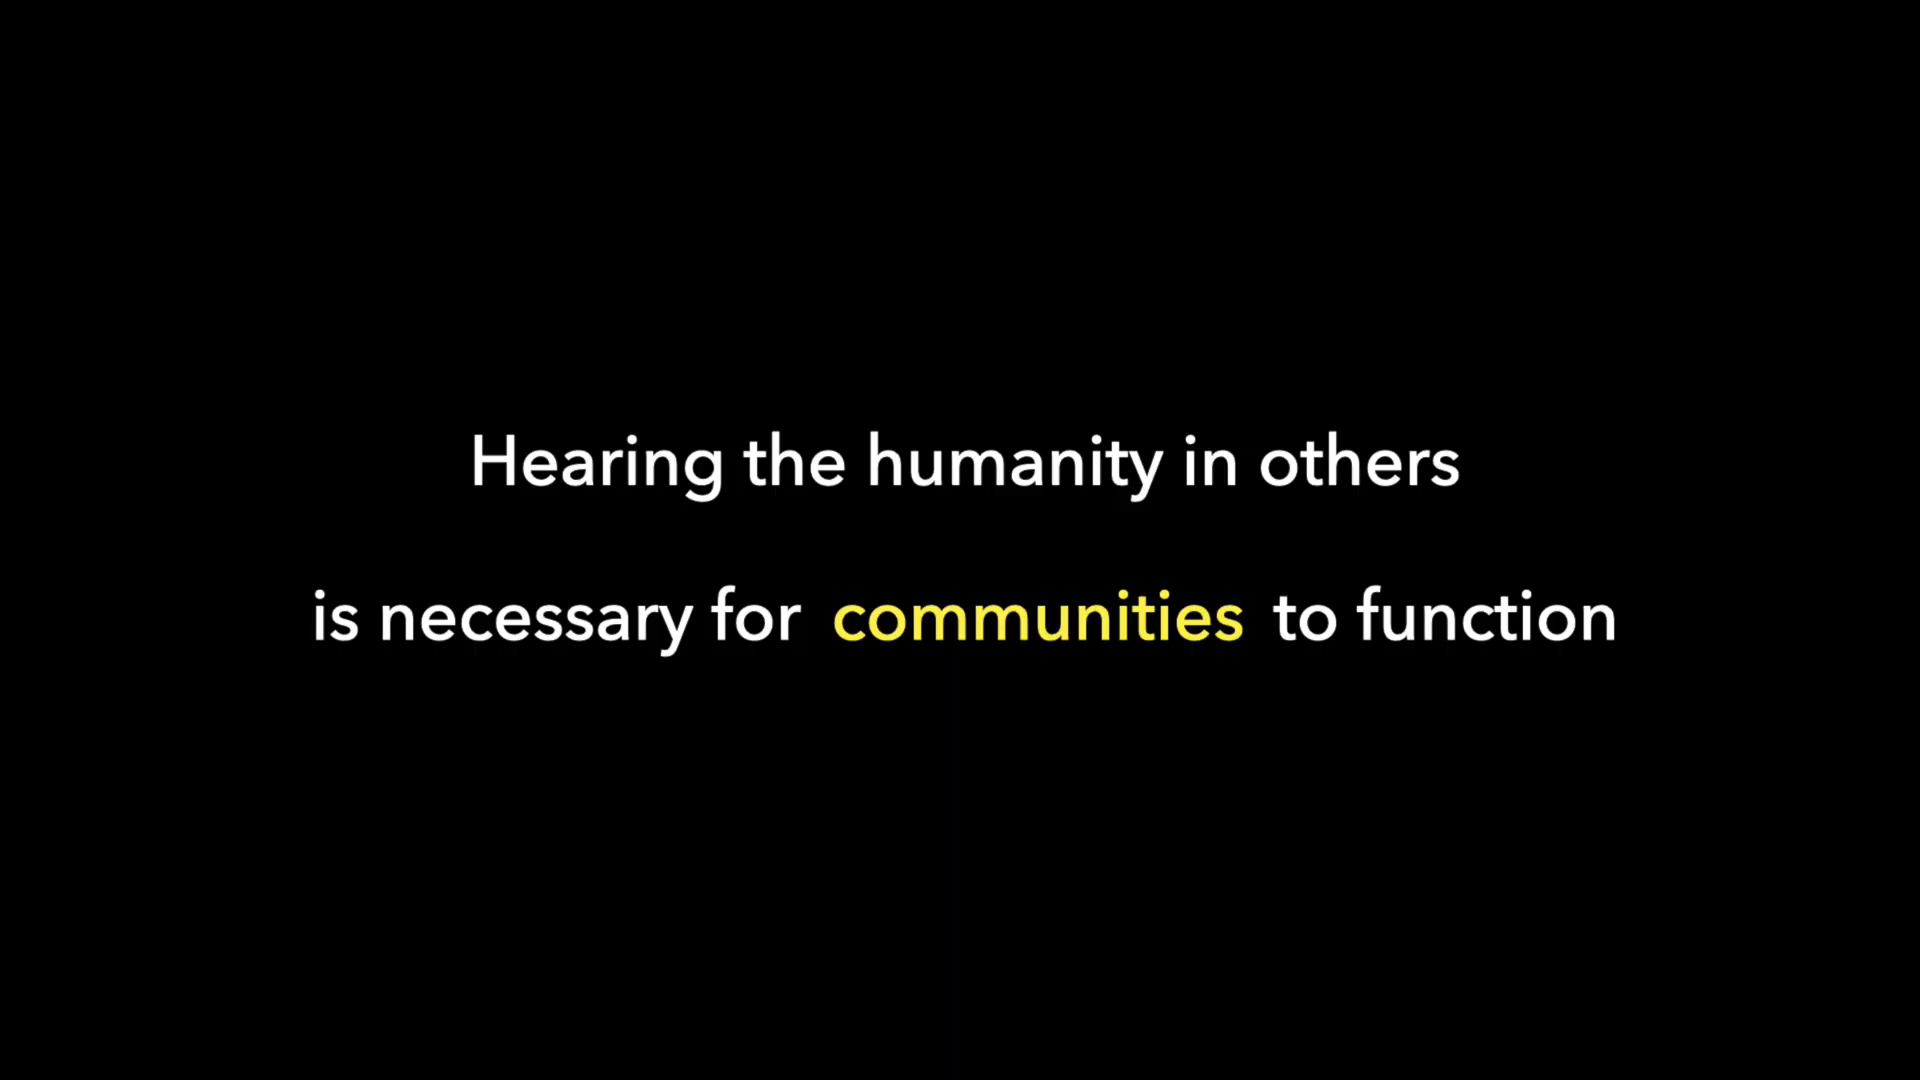 Hearing the humanity in others
is necessary for communities to function